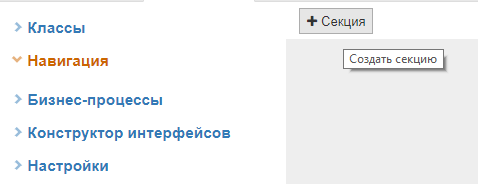 Классы
Навигация
Бизнес-процессы
Конструктор интерфейсов
Настройки
+ Секция
Создать секцию